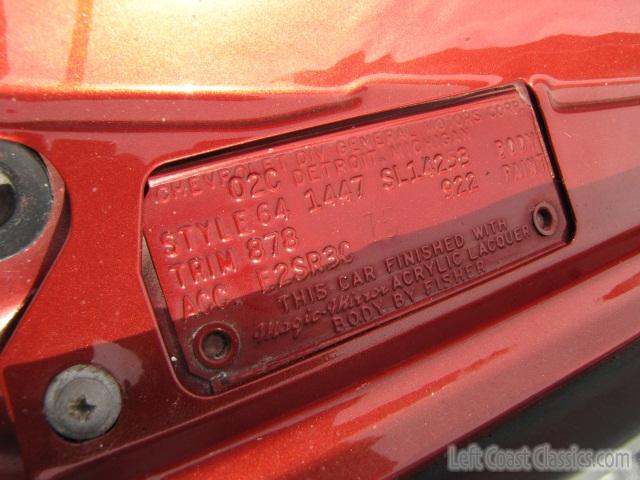 CHEVROLET DIV GENERAL MOTORS CORP.
02C DETROIT, MICHIGAN
STYLE 64 1447 SL14253 BODY
TRIM 878 922 PAINT
ACC. E2SR3C
THIS CAR FINISHED WITH
Magic-Mirror ACRYLIC LACQUER
BODY BY FISHER
Left Coast Classics.com